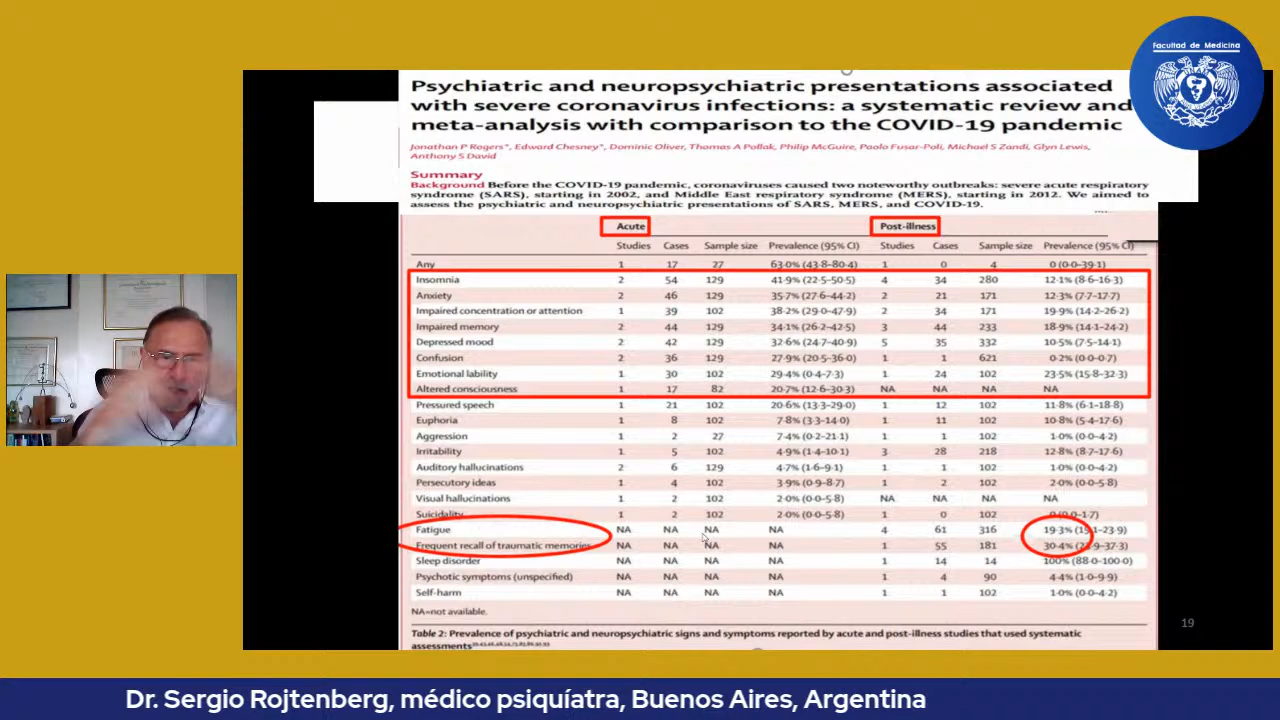 Facultad de Medicina
Psychiatric and neuropsychiatric presentations associated
with severe coronavirus infections: a systematic review and
meta-analysis with comparison to the COVID-19 pandemic
Jonathan P Rogers*, Edward Chesney*, Dominic Oliver, Thomas A Pollak, Philip McGuire, Paolo Fusar-Poli, Michael S Zandi, Glyn Lewis,
Anthony S David
Summary
Background Before the COVID-19 pandemic, coronaviruses caused two noteworthy outbreaks: severe acute respiratory
syndrome (SARS), starting in 2002, and Middle East respiratory syndrome (MERS), starting in 2012. We aimed to
assess the psychiatric and neuropsychiatric presentations of SARS, MERS, and COVID-19.
Acute Post-illness
Studies Cases Sample size Prevalence (95% CI) Studies Cases Sample size Prevalence (95% CI)
Any 1 17 27 63·0% (43·8–80·4) 1 0 4 0 (0·0–39·1)
Insomnia 2 54 129 41·9% (22·5–50·5) 4 34 280 12·1% (8·6–16·3)
Anxiety 2 46 129 35·7% (27·6–44·2) 2 21 171 12·3% (7·7–17·7)
Impaired concentration or attention 1 39 102 38·2% (29·0–47·9) 2 34 171 19·9% (14·2–26·2)
Impaired memory 2 44 129 34·1% (26·2–42·5) 3 44 233 18·9% (14·1–24·2)
Depressed mood 2 42 129 32·6% (24·7–40·9) 5 35 332 10·5% (7·5–14·1)
Confusion 2 36 129 27·9% (20·5–36·0) 1 1 621 0·2% (0·0–0·7)
Emotional lability 1 30 102 29·4% (0·4–7·3) 1 24 102 23·5% (15·8–32·3)
Altered consciousness 1 17 82 20·7% (12·6–30·3) NA NA NA NA
Pressured speech 1 21 102 20·6% (13·3–29·0) 1 12 102 11·8% (6·1–18·8)
Euphoria 1 8 102 7·8% (3·3–14·0) 1 11 102 10·8% (5·4–17·6)
Aggression 1 2 27 7·4% (0·2–21·1) 1 1 102 1·0% (0·0–4·2)
Irritability 1 5 102 4·9% (1·4–10·1) 3 28 218 12·8% (8·7–17·6)
Auditory hallucinations 2 6 129 4·7% (1·6–9·1) 1 1 102 1·0% (0·0–4·2)
Persecutory ideas 1 4 102 3·9% (0·9–8·7) 1 2 102 2·0% (0·0–5·8)
Visual hallucinations 1 2 102 2·0% (0·0–5·8) NA NA NA NA
Suicidality 1 2 102 2·0% (0·0–5·8) 1 0 102 0 (0·0–1·7)
Fatigue NA NA NA NA 4 61 316 19·3% (15·1–23·9)
Frequent recall of traumatic memories NA NA NA NA 1 55 181 30·4% (23·9–37·3)
Sleep disorder NA NA NA NA 1 14 14 100% (88·0–100·0)
Psychotic symptoms (unspecified) NA NA NA NA 1 4 90 4·4% (1·0–9·9)
Self-harm NA NA NA NA 1 1 102 1·0% (0·0–4·2)
NA=not available.
Table 2: Prevalence of psychiatric and neuropsychiatric signs and symptoms reported by acute and post-illness studies that used systematic
assessments
19
Dr. Sergio Rojtenberg, médico psiquíatra, Buenos Aires, Argentina